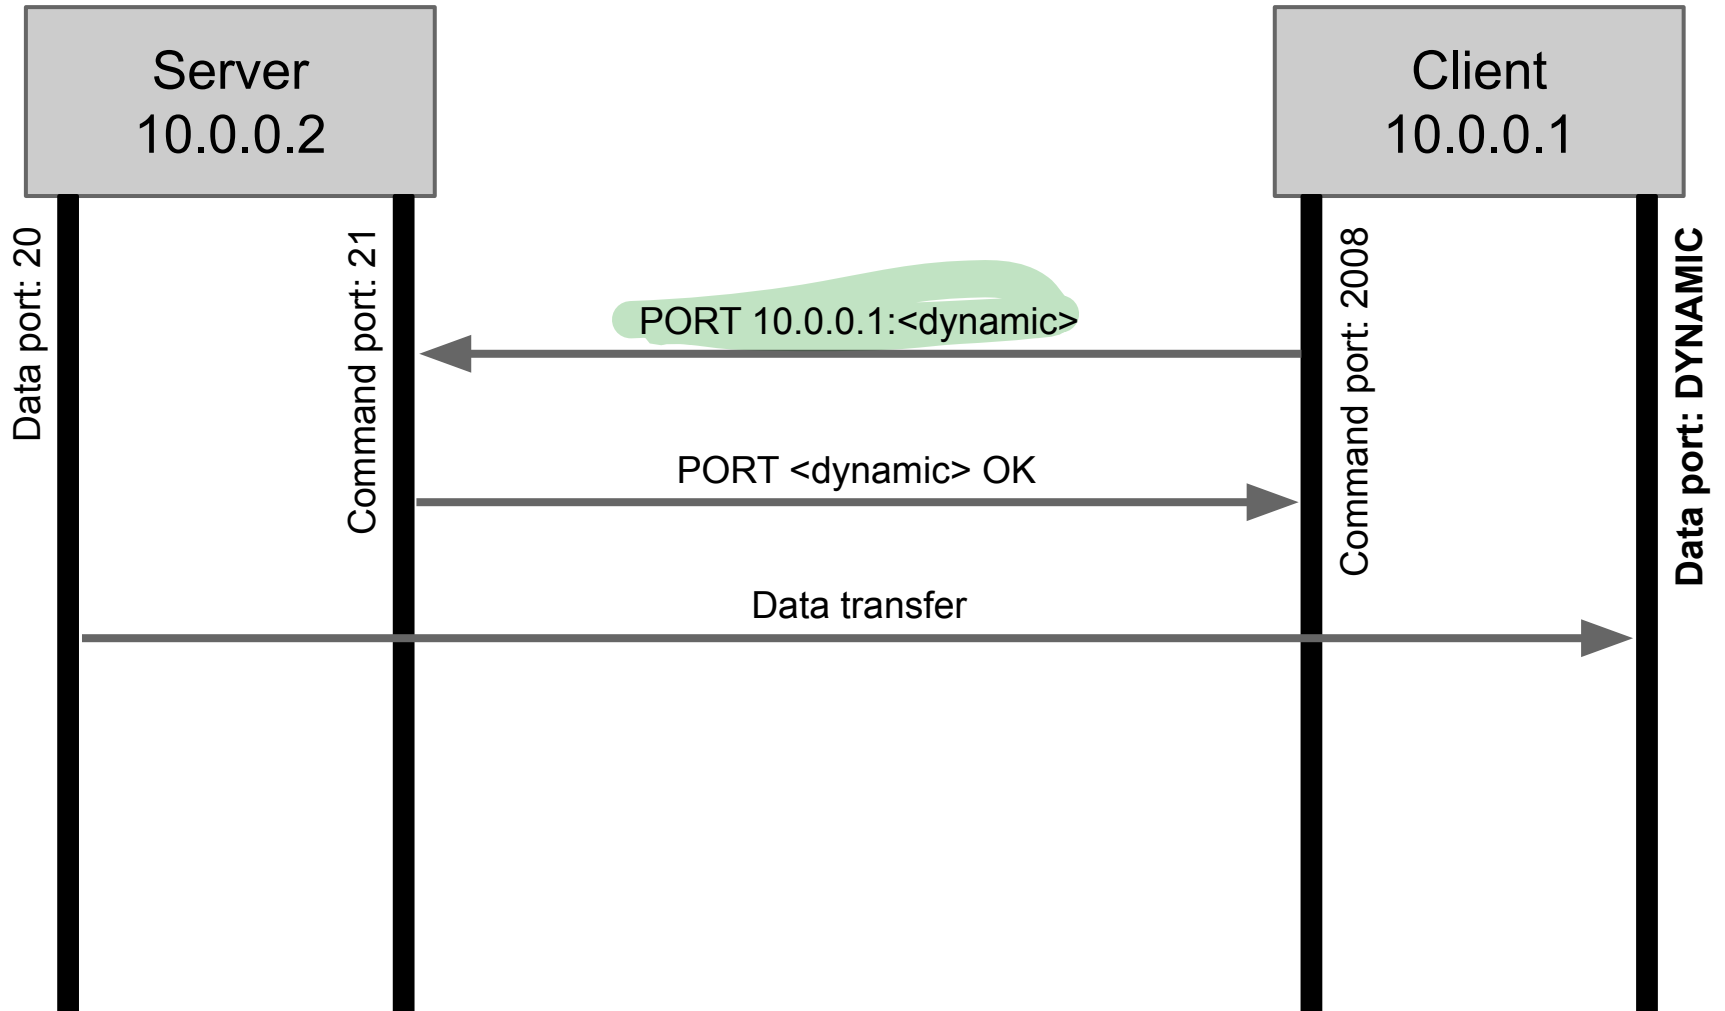 Server
10.0.0.2
Client
10.0.0.1
Data port: 20
Command port: 21
Command port: 2008
Data port: DYNAMIC
PORT 10.0.0.1:<dynamic>
PORT <dynamic> OK
Data transfer